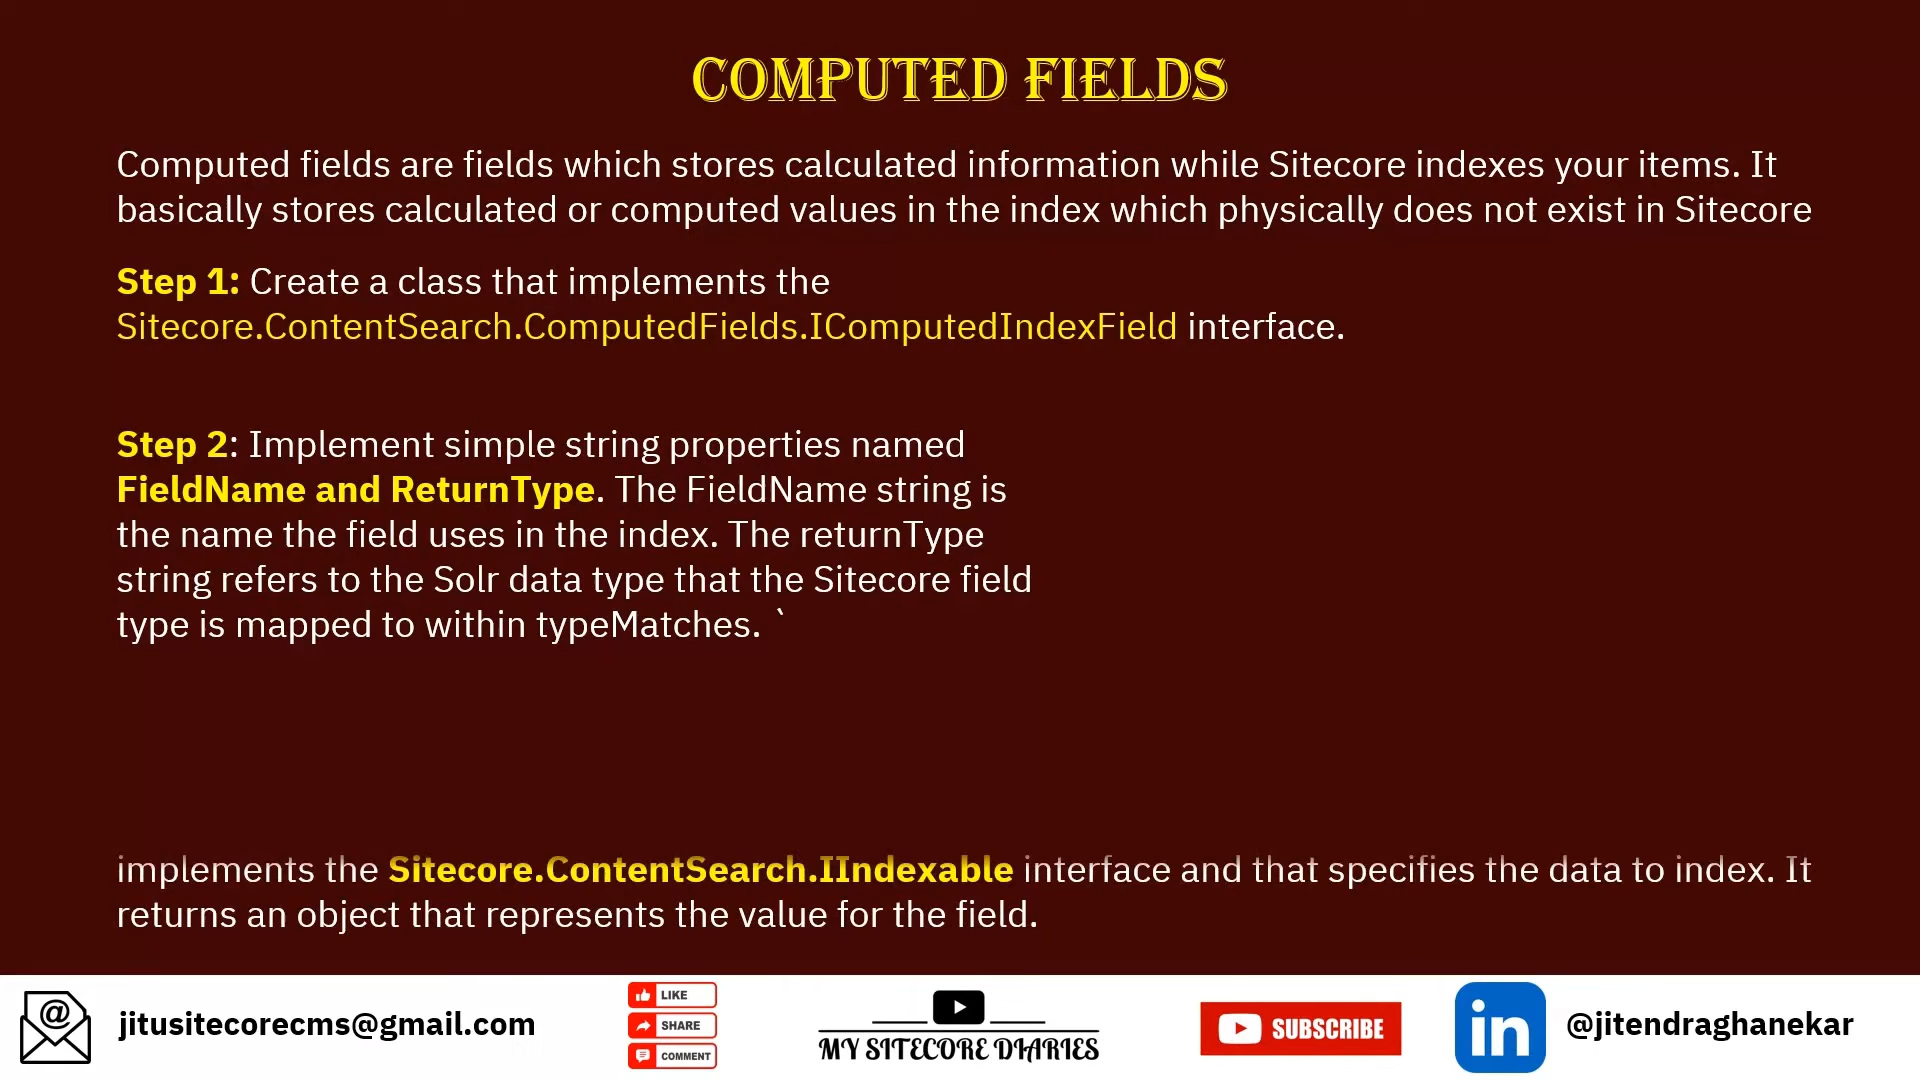 COMPUTED FIELDS
Computed fields are fields which stores calculated information while Sitecore indexes your items. It
basically stores calculated or computed values in the index which physically does not exist in Sitecore
Step 1: Create a class that implements the
Sitecore.ContentSearch.ComputedFields.IComputedIndexField interface.
Step 2: Implement simple string properties named
FieldName and ReturnType. The FieldName string is
the name the field uses in the index. The returnType
string refers to the Solr data type that the Sitecore field
type is mapped to within typeMatches. `
implements the Sitecore.ContentSearch.IIndexable interface and that specifies the data to index. It
returns an object that represents the value for the field.
@
jitusitecorecms@gmail.com
LIKE
SHARE
COMMENT
MY SITECORE DIARIES
SUBSCRIBE
in
@jitendraghanekar